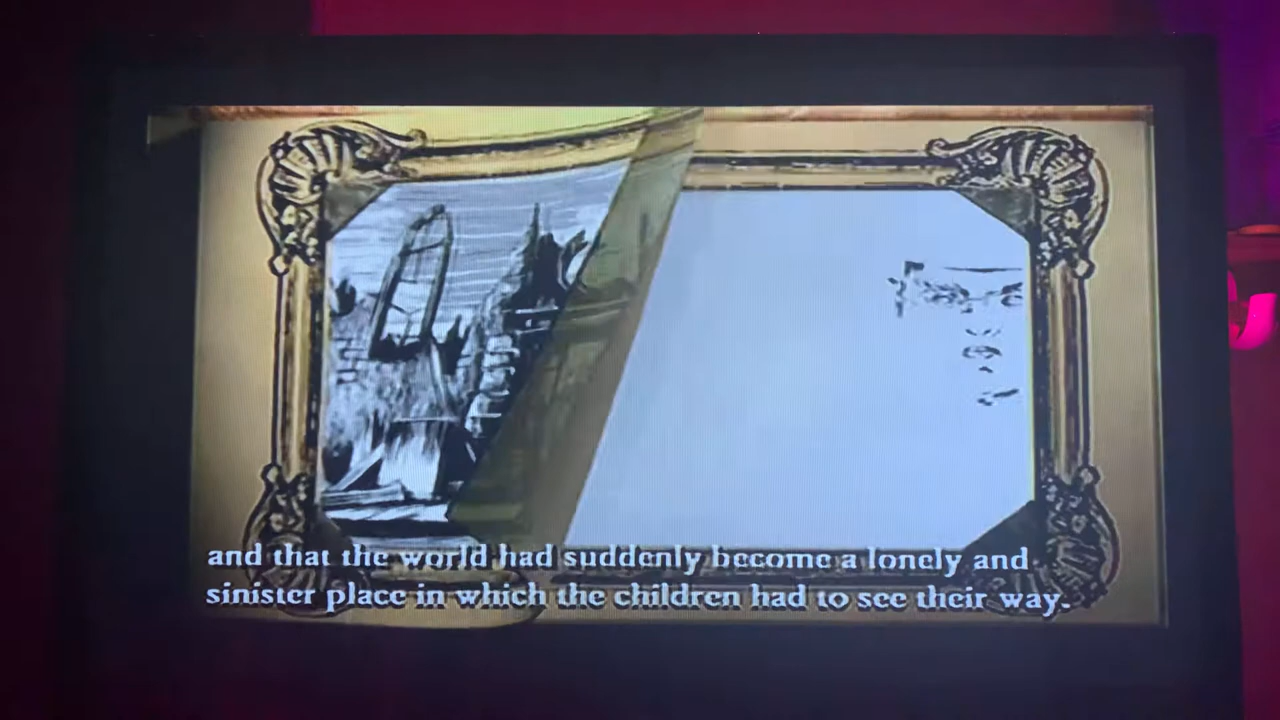 and that the world had suddenly become a lonely and
sinister place in which the children had to see their way.